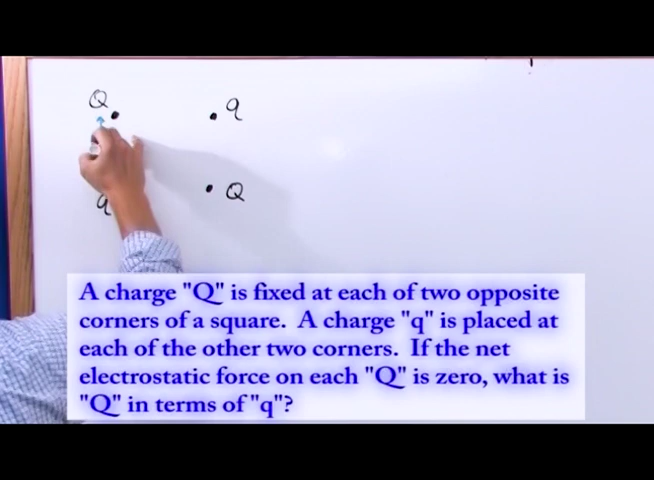 Q q
q Q
A charge "Q" is fixed at each of two opposite
corners of a square. A charge "q" is placed at
each of the other two corners. If the net
electrostatic force on each "Q" is zero, what is
"Q" in terms of "q"?